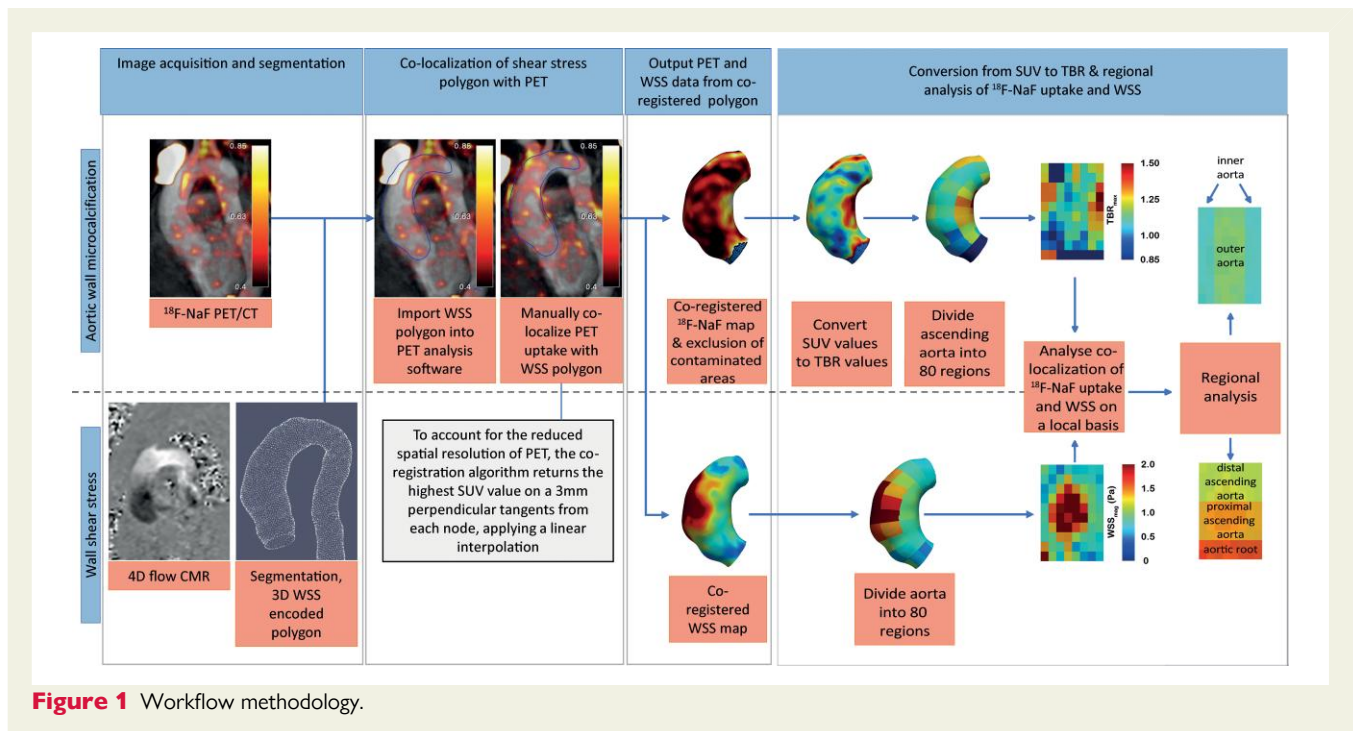 Image acquisition and segmentation
Co-localization of shear stress
polygon with PET
Output PET and
WSS data from co-
registered polygon
Conversion from SUV to TBR & regional
analysis of ¹⁸F-NaF uptake and WSS
Aortic wall microcalcification
0.86
0.63
0.4
¹⁸F-NaF PET/CT
0.86
0.63
0.4
Import WSS
polygon into
PET analysis
software
0.86
0.63
0.4
Manually co-
localize PET
uptake with
WSS polygon
Co-registered
¹⁸F-NaF map
& exclusion of
contaminated
areas
Convert
SUV values
to TBR values
Divide
ascending
aorta into
80 regions
1.50
1.25
1.00
0.85
TBRmax
Analyse co-
localization of
¹⁸F-NaF uptake
and WSS on
a local basis
inner
aorta
outer
aorta
Regional
analysis
distal
ascending
aorta
proximal
ascending
aorta
aortic root
Wall shear stress
4D flow CMR
Segmentation,
3D WSS
encoded
polygon
To account for the reduced
spatial resolution of PET, the co-
registration algorithm returns the
highest SUV value on a 3mm
perpendicular tangents from
each node, applying a linear
interpolation
Co-
registered
WSS map
Divide aorta
into 80
regions
2.0
1.5
1.0
0.5
0
WSSmag (Pa)
Figure 1 Workflow methodology.